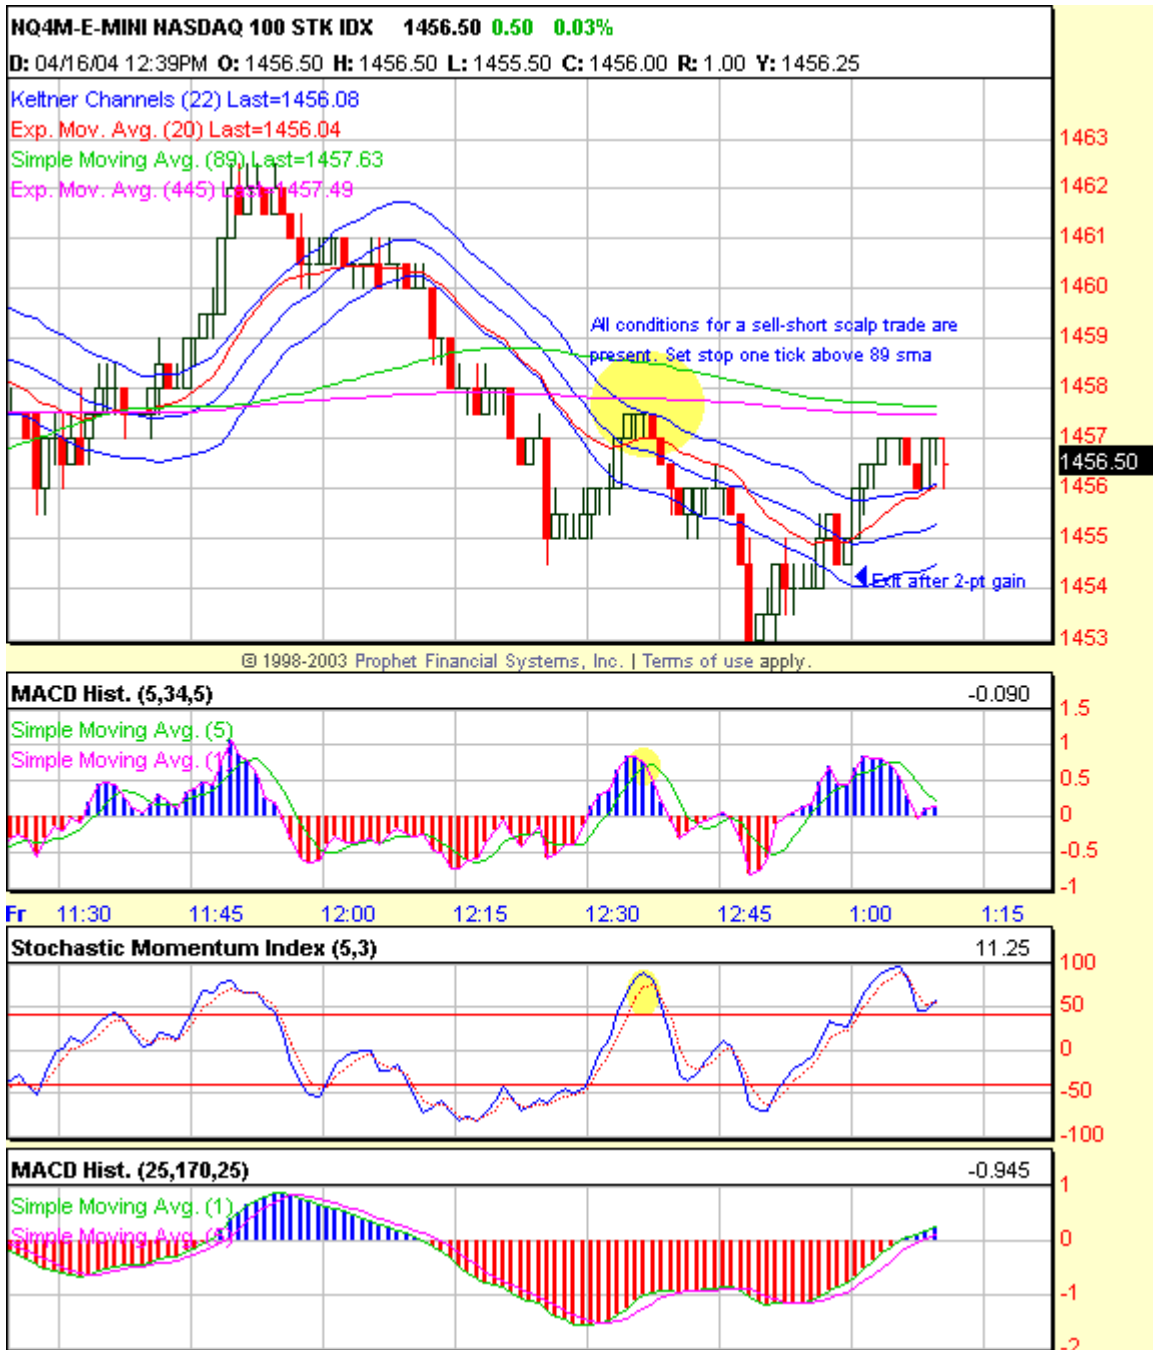 NQ4M-E-MINI NASDAQ 100 STK IDX 1456.50 0.50 0.03%
D: 04/16/04 12:39PM O: 1456.50 H: 1456.50 L: 1455.50 C: 1456.00 R: 1.00 Y: 1456.25
Keltner Channels (22) Last=1456.08
Exp. Mov. Avg. (20) Last=1456.04
Simple Moving Avg. (89) Last=1457.63
Exp. Mov. Avg. (445) Last=1457.49
1463
1462
1461
1460
1459
1458
1457
1456.50
1456
1455
1454
1453
All conditions for a sell-short scalp trade are
present. Set stop one tick above 89 sma
Exit after 2-pt gain
© 1998-2003 Prophet Financial Systems, Inc. | Terms of use apply.
MACD Hist. (5,34,5) -0.090
Simple Moving Avg. (5)
Simple Moving Avg. (1)
1.5
1
0.5
0
-0.5
-1
Fr 11:30 11:45 12:00 12:15 12:30 12:45 1:00 1:15
Stochastic Momentum Index (5,3) 11.25
100
50
0
-50
-100
MACD Hist. (25,170,25) -0.945
Simple Moving Avg. (1)
Simple Moving Avg.
1
0
-1
-2